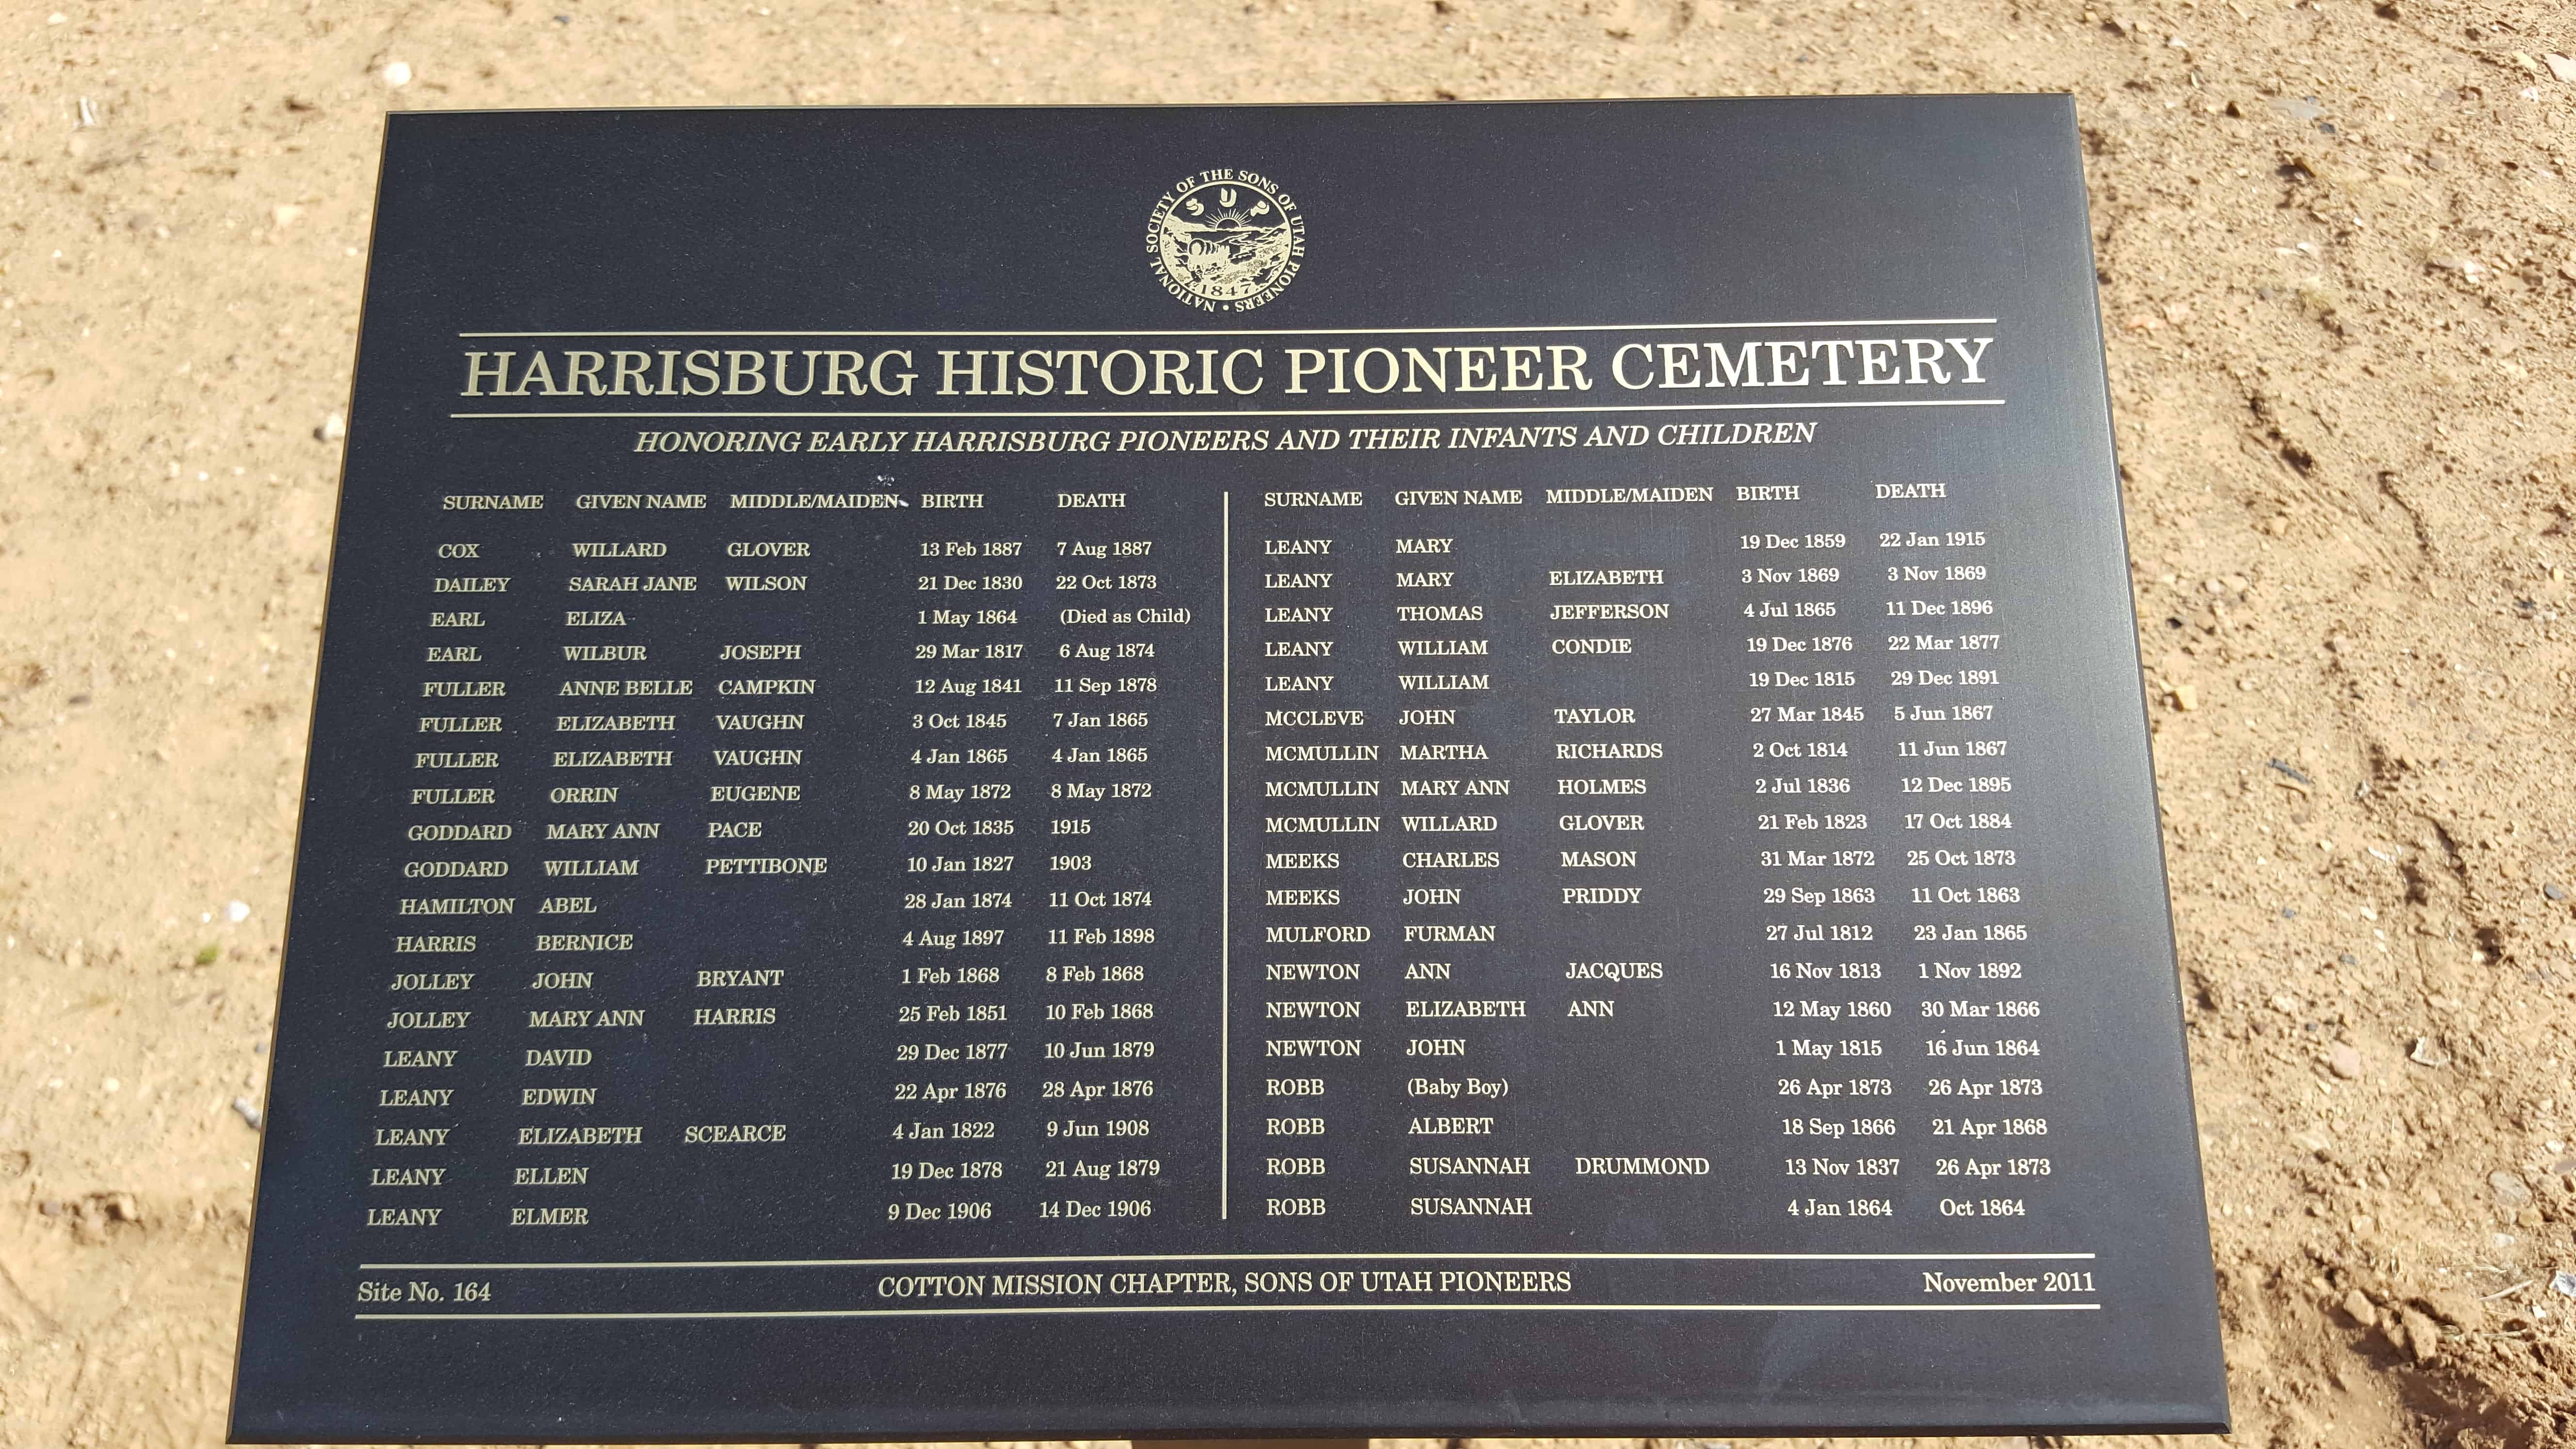 NATIONAL SOCIETY OF THE SONS OF UTAH PIONEERS •
SUP
1847
HARRISBURG HISTORIC PIONEER CEMETERY
HONORING EARLY HARRISBURG PIONEERS AND THEIR INFANTS AND CHILDREN
SURNAME GIVEN NAME MIDDLE/MAIDEN BIRTH DEATH
COX WILLARD GLOVER 13 Feb 1887 7 Aug 1887
DAILEY SARAH JANE WILSON 21 Dec 1830 22 Oct 1873
EARL ELIZA 1 May 1864 (Died as Child)
EARL WILBUR JOSEPH 29 Mar 1817 6 Aug 1874
FULLER ANNE BELLE CAMPKIN 12 Aug 1841 11 Sep 1878
FULLER ELIZABETH VAUGHN 3 Oct 1845 7 Jan 1865
FULLER ELIZABETH VAUGHN 4 Jan 1865 4 Jan 1865
FULLER ORRIN EUGENE 8 May 1872 8 May 1872
GODDARD MARY ANN PACE 20 Oct 1835 1915
GODDARD WILLIAM PETTIBONE 10 Jan 1827 1903
HAMILTON ABEL 28 Jan 1874 11 Oct 1874
HARRIS BERNICE 4 Aug 1897 11 Feb 1898
JOLLEY JOHN BRYANT 1 Feb 1868 8 Feb 1868
JOLLEY MARY ANN HARRIS 25 Feb 1851 10 Feb 1868
LEANY DAVID 29 Dec 1877 10 Jun 1879
LEANY EDWIN 22 Apr 1876 28 Apr 1876
LEANY ELIZABETH SCEARCE 4 Jan 1822 9 Jun 1908
LEANY ELLEN 19 Dec 1878 21 Aug 1879
LEANY ELMER 9 Dec 1906 14 Dec 1906
SURNAME GIVEN NAME MIDDLE/MAIDEN BIRTH DEATH
LEANY MARY 19 Dec 1859 22 Jan 1915
LEANY MARY ELIZABETH 3 Nov 1869 3 Nov 1869
LEANY THOMAS JEFFERSON 4 Jul 1865 11 Dec 1896
LEANY WILLIAM CONDIE 19 Dec 1876 22 Mar 1877
LEANY WILLIAM 19 Dec 1815 29 Dec 1891
MCCLEVE JOHN TAYLOR 27 Mar 1845 5 Jun 1867
MCMULLIN MARTHA RICHARDS 2 Oct 1814 11 Jun 1867
MCMULLIN MARY ANN HOLMES 2 Jul 1836 12 Dec 1895
MCMULLIN WILLARD GLOVER 21 Feb 1823 17 Oct 1884
MEEKS CHARLES MASON 31 Mar 1872 25 Oct 1873
MEEKS JOHN PRIDDY 29 Sep 1863 11 Oct 1863
MULFORD FURMAN 27 Jul 1812 23 Jan 1865
NEWTON ANN JACQUES 16 Nov 1813 1 Nov 1892
NEWTON ELIZABETH ANN 12 May 1860 30 Mar 1866
NEWTON JOHN 1 May 1815 16 Jun 1864
ROBB (Baby Boy) 26 Apr 1873 26 Apr 1873
ROBB ALBERT 18 Sep 1866 21 Apr 1868
ROBB SUSANNAH DRUMMOND 13 Nov 1837 26 Apr 1873
ROBB SUSANNAH 4 Jan 1864 Oct 1864
Site No. 164 COTTON MISSION CHAPTER, SONS OF UTAH PIONEERS November 2011